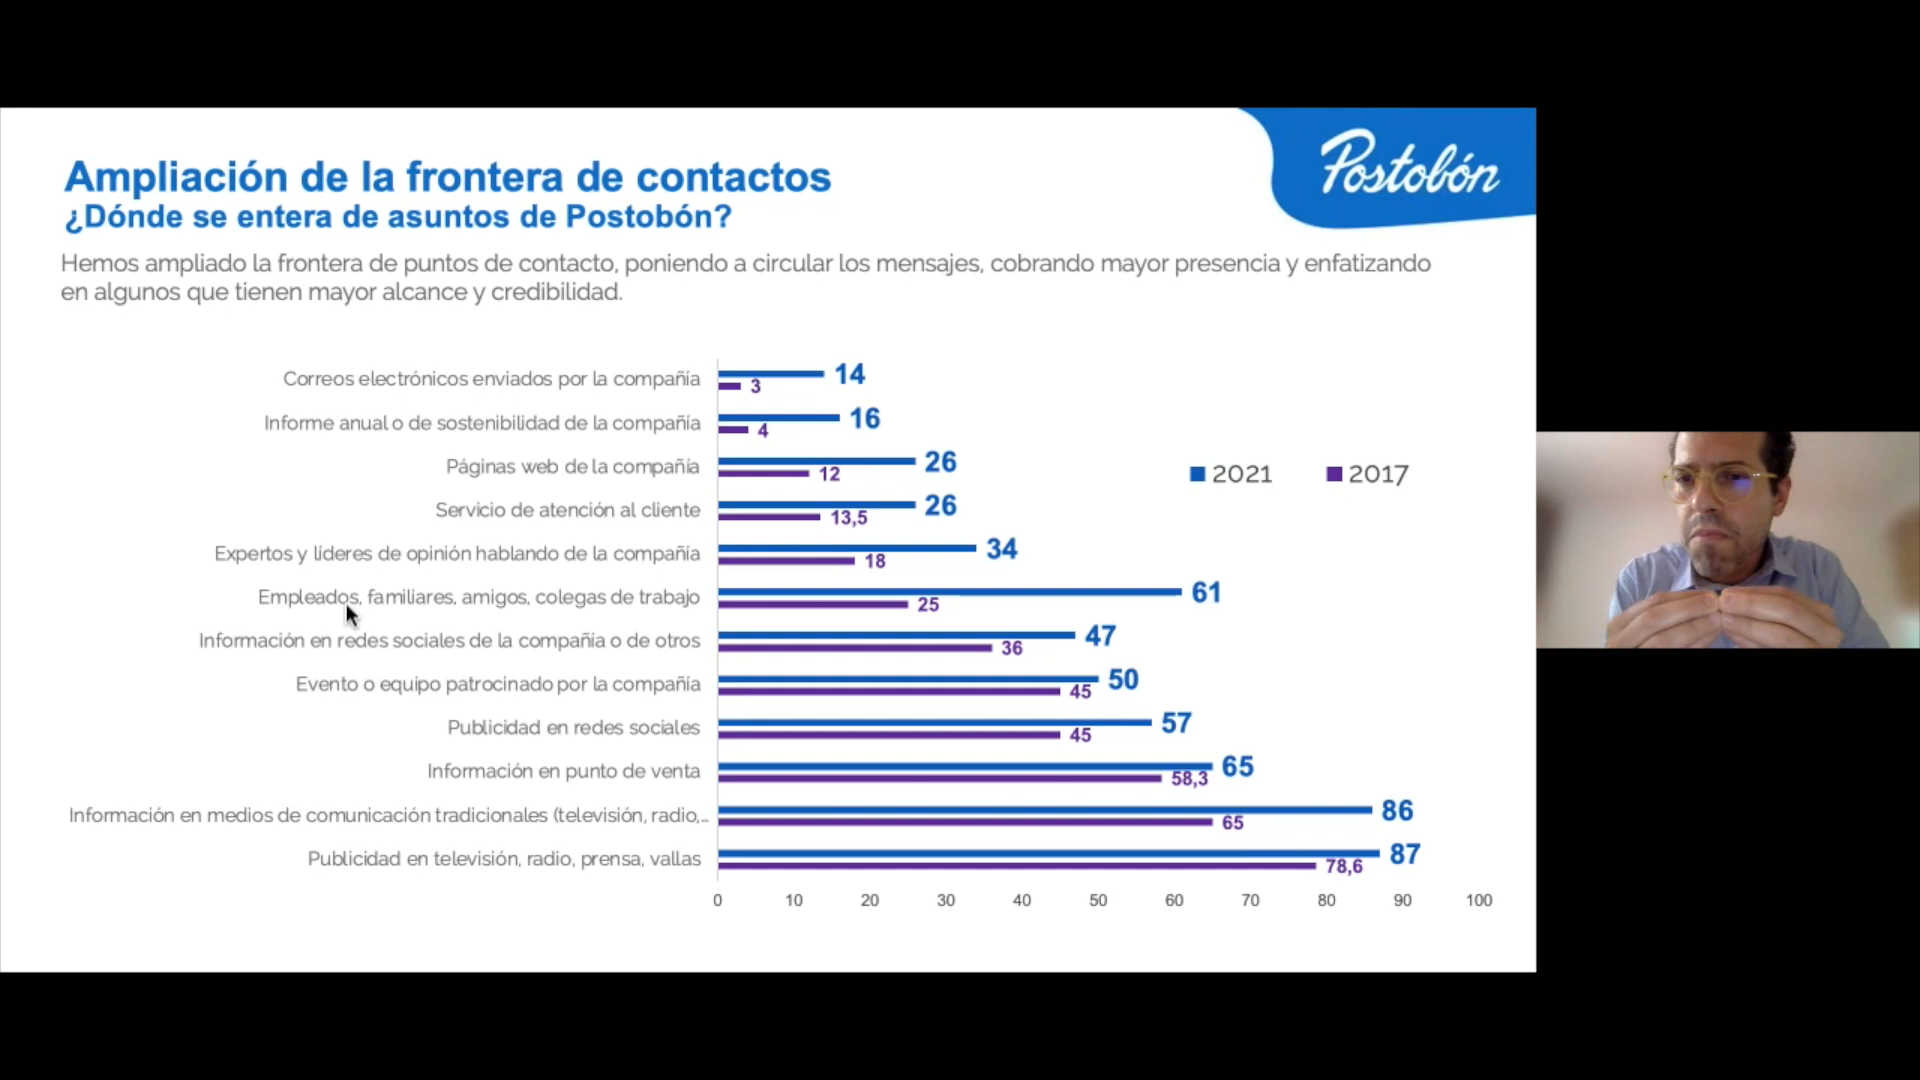 Postobón
Ampliación de la frontera de contactos
¿Dónde se entera de asuntos de Postobón?
Hemos ampliado la frontera de puntos de contacto, poniendo a circular los mensajes, cobrando mayor presencia y enfatizando
en algunos que tienen mayor alcance y credibilidad.
Correos electrónicos enviados por la compañía 14
3
Informe anual o de sostenibilidad de la compañía 16
4
Páginas web de la compañía 26
12
2021 2017
Servicio de atención al cliente 26
13,5
Expertos y líderes de opinión hablando de la compañía 34
18
Empleados, familiares, amigos, colegas de trabajo 61
25
Información en redes sociales de la compañía o de otros 47
36
Evento o equipo patrocinado por la compañía 50
45
Publicidad en redes sociales 57
45
Información en punto de venta 65
58,3
Información en medios de comunicación tradicionales (televisión, radio,... 86
65
Publicidad en televisión, radio, prensa, vallas 87
78,6
0 10 20 30 40 50 60 70 80 90 100